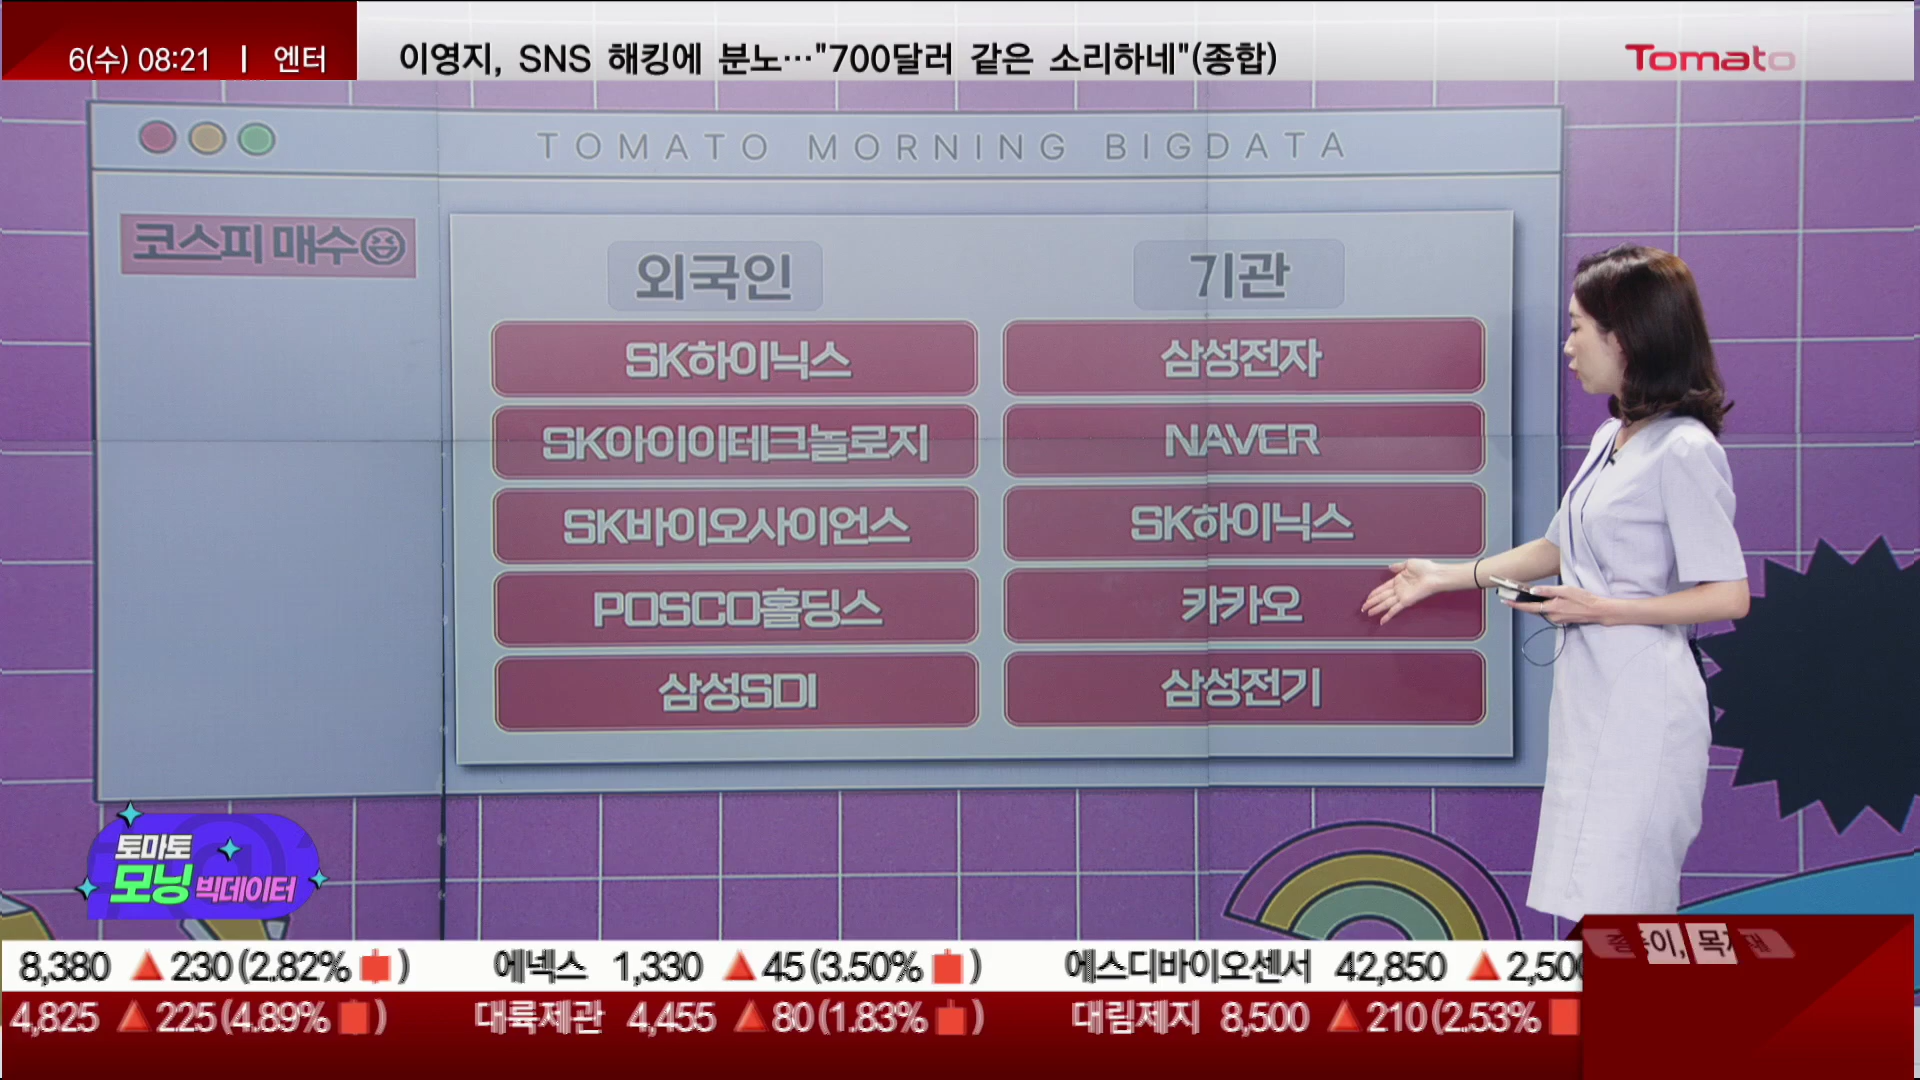 6(수) 08:21 | 엔터
이영지, SNS 해킹에 분노…"700달러 같은 소리하네"(종합)
Tomato
TOMATO MORNING BIGDATA
코스피 매수
외국인
기관
SK하이닉스
삼성전자
SK아이이테크놀로지
NAVER
SK바이오사이언스
SK하이닉스
POSCO홀딩스
카카오
삼성SDI
삼성전기
토마토
모닝 빅데이터
8,380 ▲230(2.82% ) 에넥스 1,330 ▲45(3.50% ) 에스디바이오센서 42,850 ▲2,500
4,825 ▲225(4.89% ) 대륙제관 4,455 ▲80(1.83% ) 대림제지 8,500 ▲210(2.53%